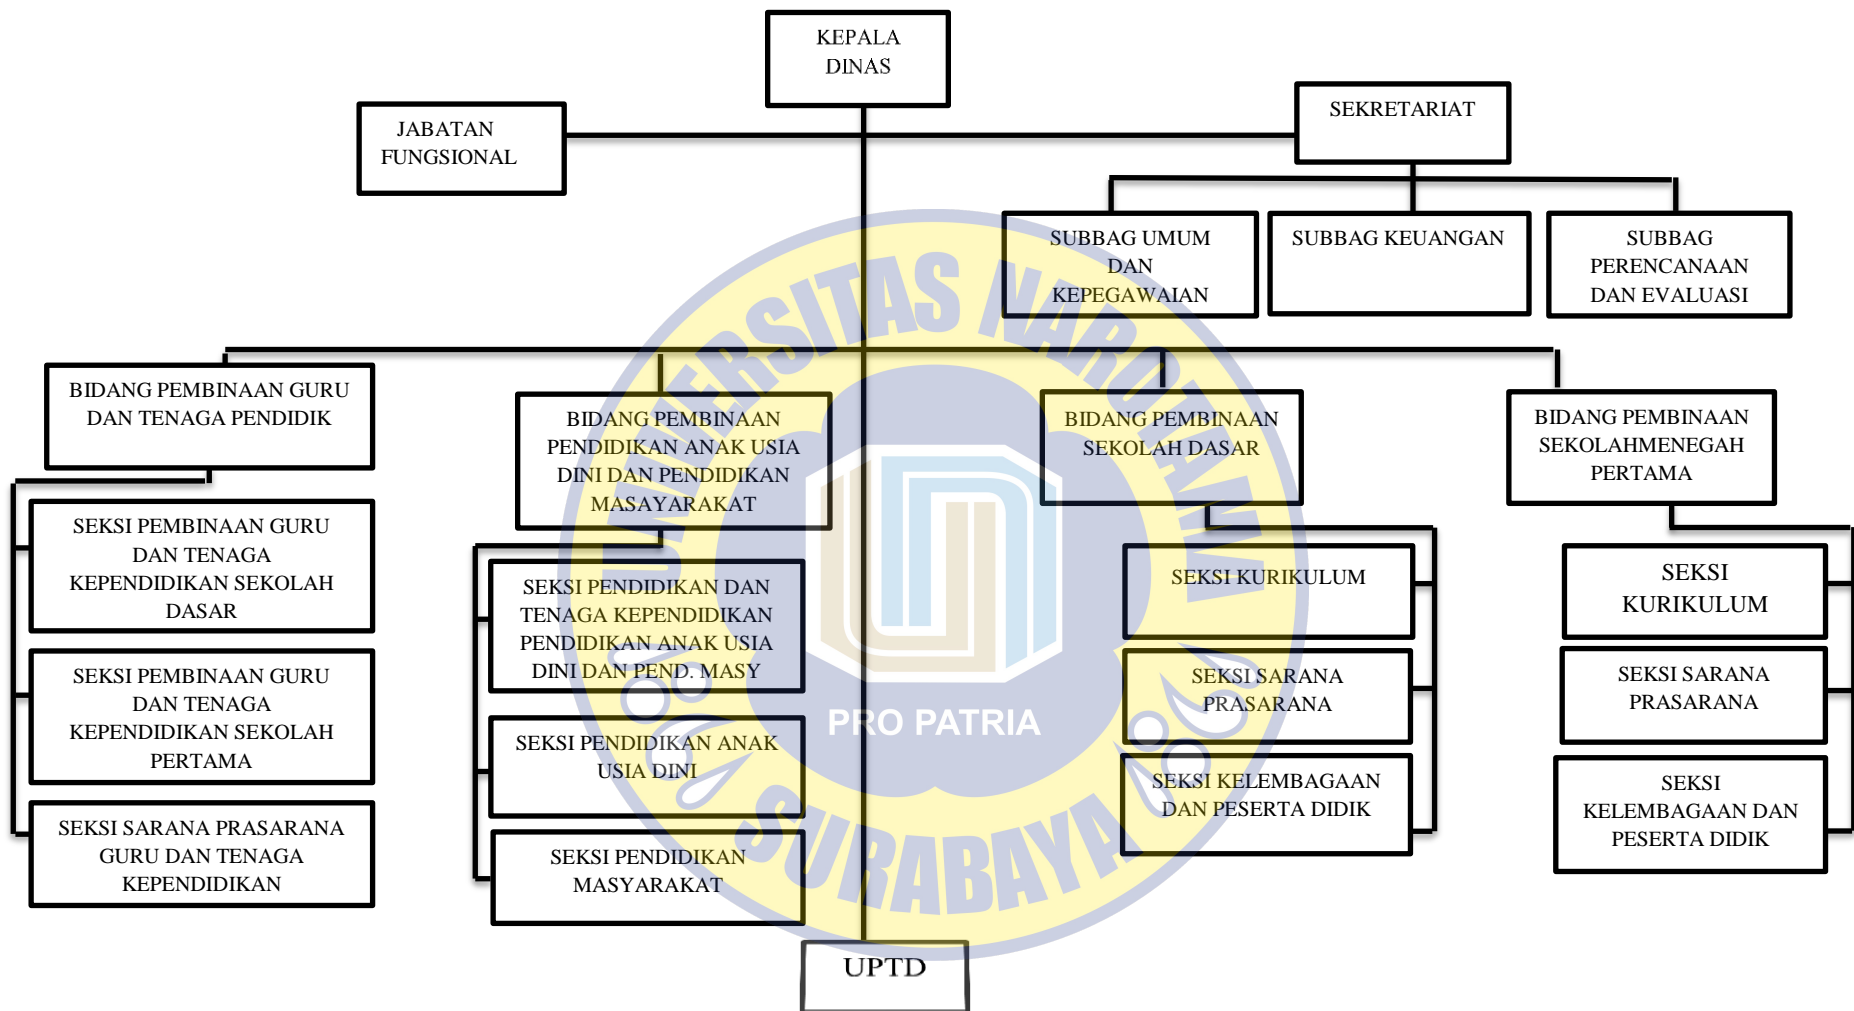 KEPALA
DINAS
JABATAN
FUNGSIONAL
SEKRETARIAT
SUBBAG UMUM
DAN
KEPEGAWAIAN
SUBBAG KEUANGAN
SUBBAG
PERENCANAAN
DAN EVALUASI
BIDANG PEMBINAAN GURU
DAN TENAGA PENDIDIK
BIDANG PEMBINAAN
PENDIDIKAN ANAK USIA
DINI DAN PENDIDIKAN
MASAYARAKAT
BIDANG PEMBINAAN
SEKOLAH DASAR
BIDANG PEMBINAAN
SEKOLAHMENEGAH
PERTAMA
SEKSI PEMBINAAN GURU
DAN TENAGA
KEPENDIDIKAN SEKOLAH
DASAR
SEKSI PEMBINAAN GURU
DAN TENAGA
KEPENDIDIKAN SEKOLAH
PERTAMA
SEKSI SARANA PRASARANA
GURU DAN TENAGA
KEPENDIDIKAN
SEKSI PENDIDIKAN DAN
TENAGA KEPENDIDIKAN
PENDIDIKAN ANAK USIA
DINI DAN PEND. MASY
SEKSI PENDIDIKAN ANAK
USIA DINI
SEKSI PENDIDIKAN
MASYARAKAT
SEKSI KURIKULUM
SEKSI SARANA
PRASARANA
SEKSI KELEMBAGAAN
DAN PESERTA DIDIK
SEKSI
KURIKULUM
SEKSI SARANA
PRASARANA
SEKSI
KELEMBAGAAN DAN
PESERTA DIDIK
UPTD
UNIVERSITAS NAROTAMA
PRO PATRIA
SURABAYA